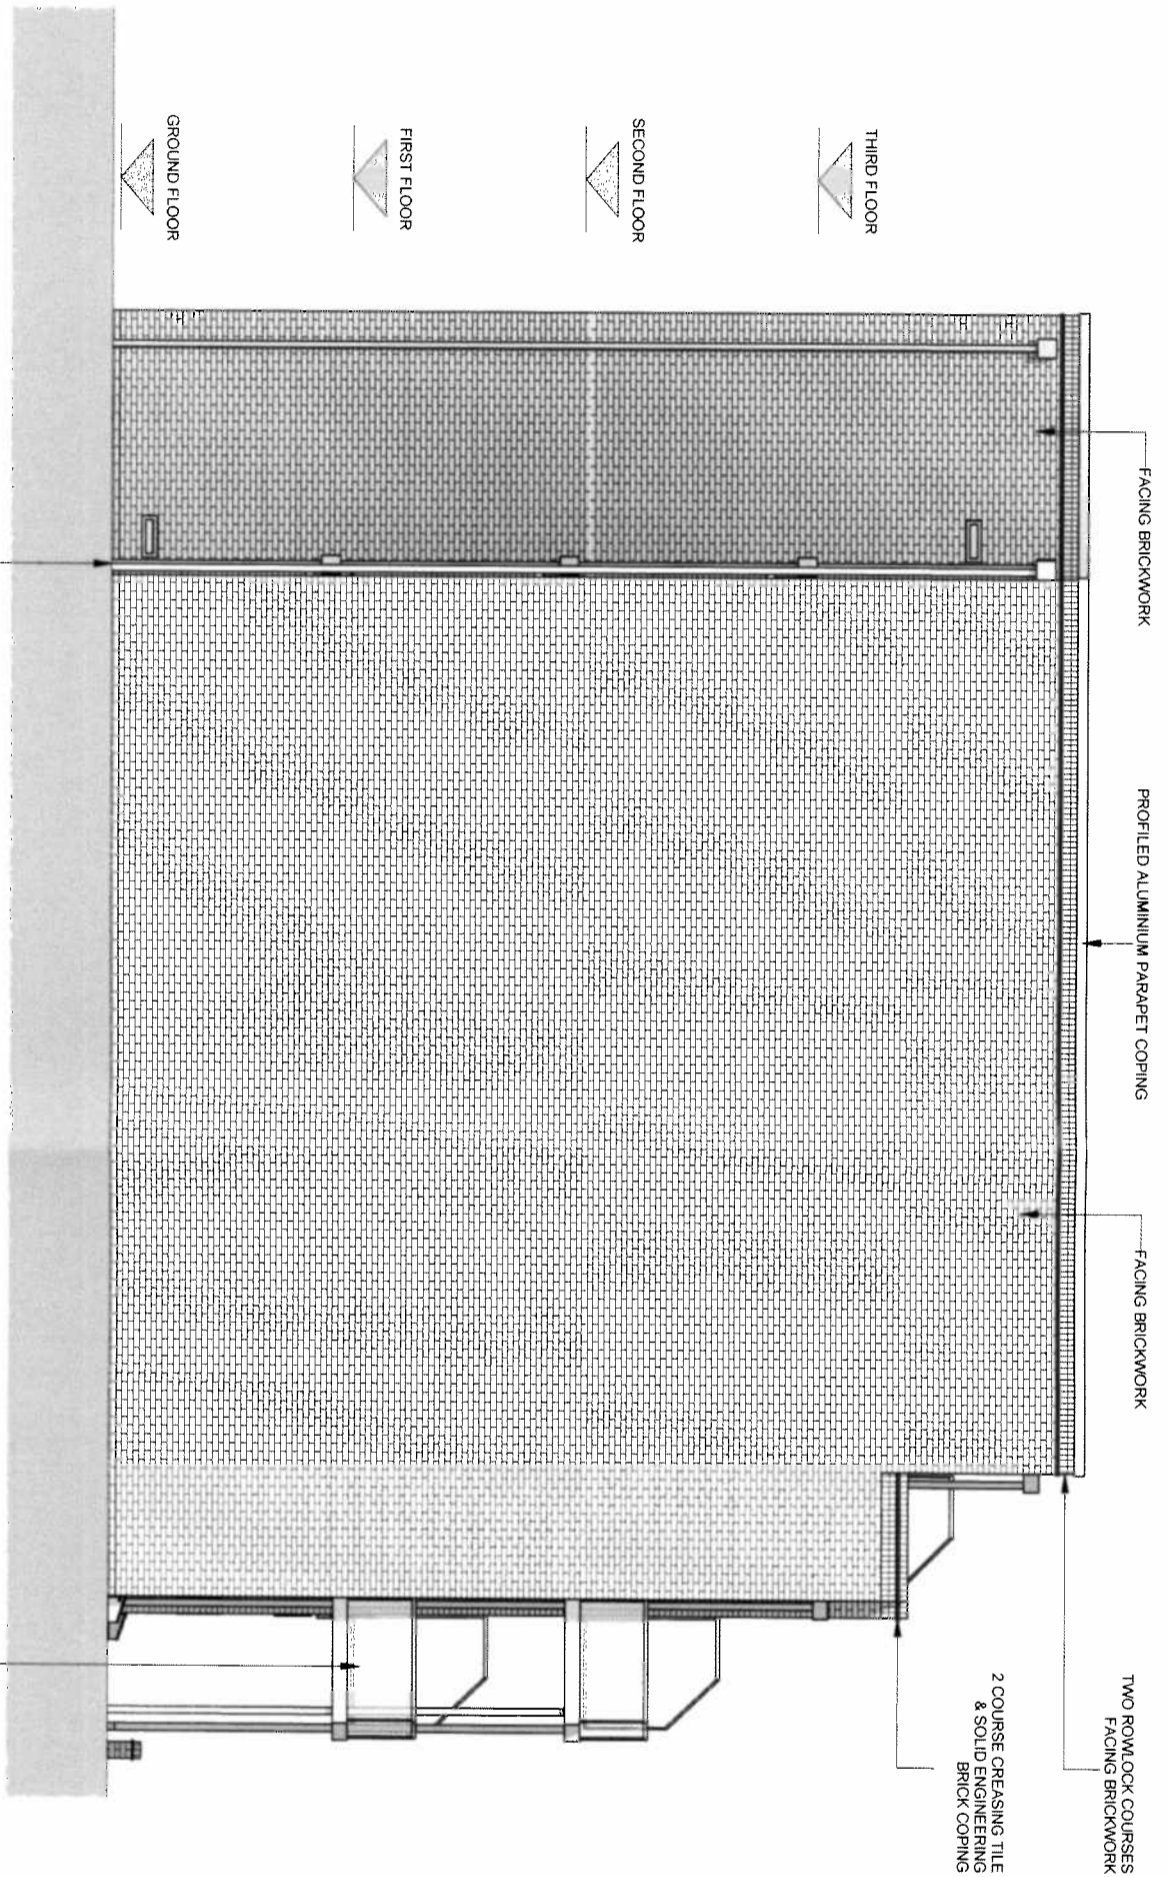 FACING BRICKWORK
PROFILED ALUMINIUM PARAPET COPING
FACING BRICKWORK
TWO ROWLOCK COURSES
FACING BRICKWORK
2 COURSE CREASING TILE
& SOLID ENGINEERING
BRICK COPING
THIRD FLOOR
SECOND FLOOR
FIRST FLOOR
GROUND FLOOR